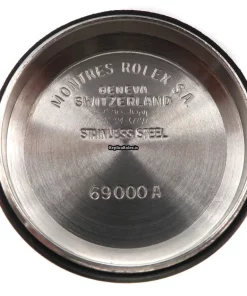 MONTRES ROLEX S.A.
GENEVA
SWITZERLAND
STAINLESS STEEL
69000A